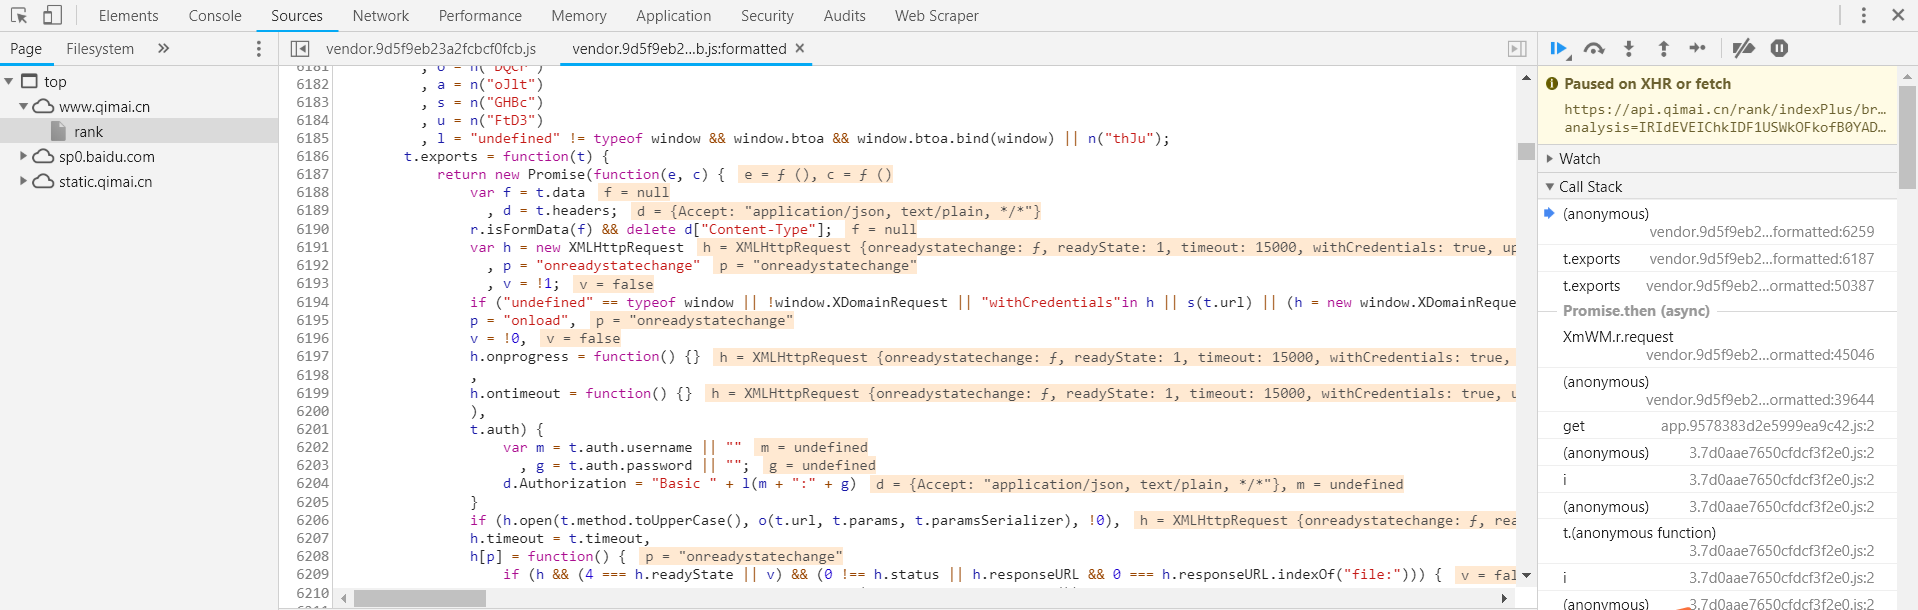 Elements Console Sources Network Performance Memory Application Security Audits Web Scraper
Page Filesystem »
vendor.9d5f9eb23a2fcbcf0fcb.js vendor.9d5f9eb2...b.js:formatted ×
top
www.qimai.cn
rank
sp0.baidu.com
static.qimai.cn
6182 , a = n("oJlt")
6183 , s = n("GHBc")
6184 , u = n("FtD3")
6185 , l = "undefined" != typeof window && window.btoa && window.btoa.bind(window) || n("thJu");
6186 t.exports = function(t) {
6187 return new Promise(function(e, c) { e = ƒ (), c = ƒ ()
6188 var f = t.data f = null
6189 , d = t.headers; d = {Accept: "application/json, text/plain, */*"}
6190 r.isFormData(f) && delete d["Content-Type"]; f = null
6191 var h = new XMLHttpRequest h = XMLHttpRequest {onreadystatechange: ƒ, readyState: 1, timeout: 15000, withCredentials: true, up
6192 , p = "onreadystatechange" p = "onreadystatechange"
6193 , v = !1; v = false
6194 if ("undefined" == typeof window || !window.XDomainRequest || "withCredentials"in h || s(t.url) || (h = new window.XDomainReque
6195 p = "onload", p = "onreadystatechange"
6196 v = !0, v = false
6197 h.onprogress = function() {} h = XMLHttpRequest {onreadystatechange: ƒ, readyState: 1, timeout: 15000, withCredentials: true,
6198 ,
6199 h.ontimeout = function() {} h = XMLHttpRequest {onreadystatechange: ƒ, readyState: 1, timeout: 15000, withCredentials: true, u
6200 ),
6201 t.auth) {
6202 var m = t.auth.username || "" m = undefined
6203 , g = t.auth.password || ""; g = undefined
6204 d.Authorization = "Basic " + l(m + ":" + g) d = {Accept: "application/json, text/plain, */*"}, m = undefined
6205 }
6206 if (h.open(t.method.toUpperCase(), o(t.url, t.params, t.paramsSerializer), !0), h = XMLHttpRequest {onreadystatechange: ƒ, rea
6207 h.timeout = t.timeout,
6208 h[p] = function() { p = "onreadystatechange"
6209 if (h && (4 === h.readyState || v) && (0 !== h.status || h.responseURL && 0 === h.responseURL.indexOf("file:"))) { v = fal
6210
Paused on XHR or fetch
https://api.qimai.cn/rank/indexPlus/br…
analysis=IRIdEVEIChkIDF1USWkOFkofB0YAD…
Watch
Call Stack
(anonymous)
vendor.9d5f9eb2...formatted:6259
t.exports vendor.9d5f9eb2...formatted:6187
t.exports vendor.9d5f9eb2...ormatted:50387
Promise.then (async)
XmWM.r.request
vendor.9d5f9eb2...ormatted:45046
(anonymous)
vendor.9d5f9eb2...ormatted:39644
get app.9578383d2e5999ea9c42.js:2
(anonymous) 3.7d0aae7650cfdcf3f2e0.js:2
i 3.7d0aae7650cfdcf3f2e0.js:2
(anonymous) 3.7d0aae7650cfdcf3f2e0.js:2
t.(anonymous function)
3.7d0aae7650cfdcf3f2e0.js:2
i 3.7d0aae7650cfdcf3f2e0.js:2
(anonymous) 3.7d0aae7650cfdcf3f2e0.js:2